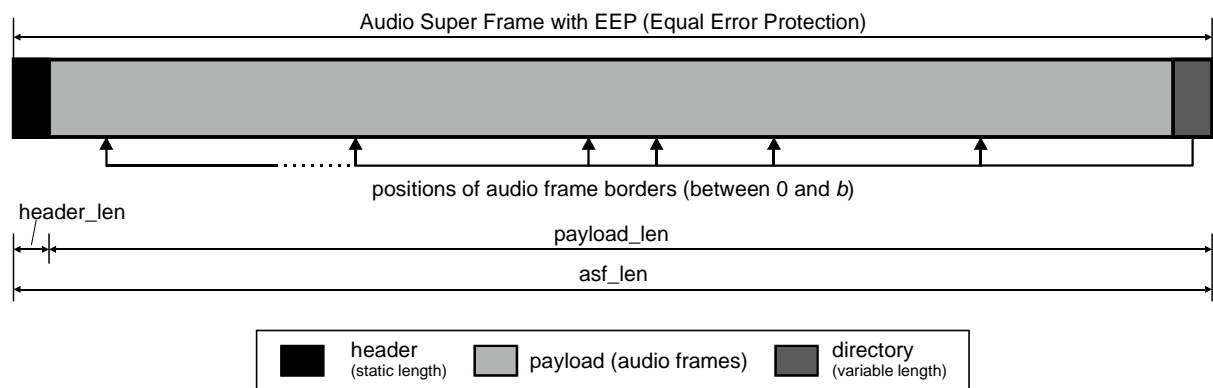 Audio Super Frame with EEP (Equal Error Protection)
positions of audio frame borders (between 0 and b)
header_len
payload_len
asf_len
header
(static length)
payload (audio frames)
directory
(variable length)